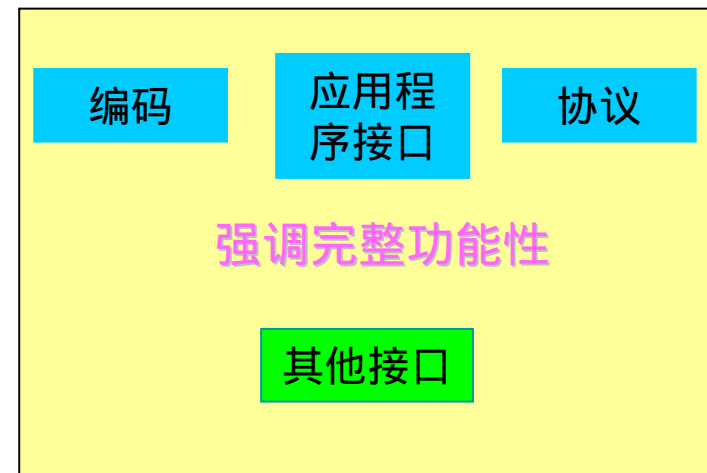 编码
应用程
序接口
协议
强调完整功能性
其他接口